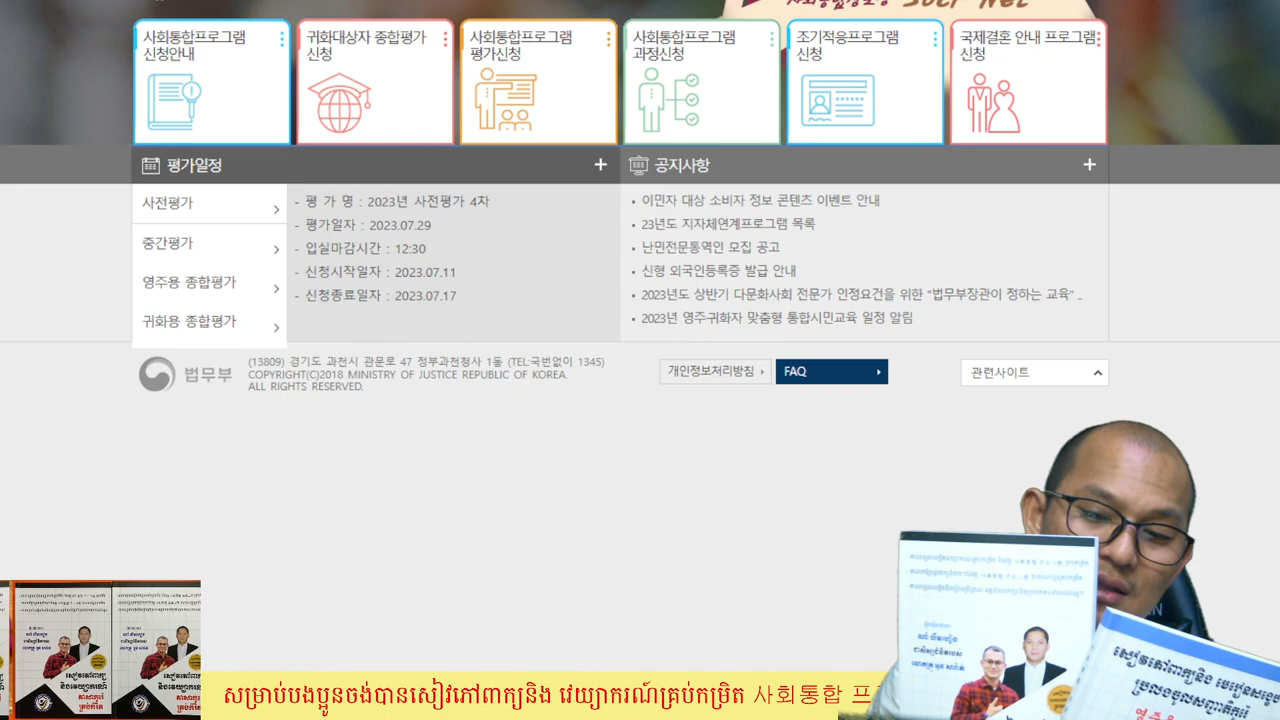 사회통합프로그램
신청안내
귀화대상자 종합평가
신청
사회통합프로그램
평가신청
사회통합프로그램
과정신청
조기적응프로그램
신청
국제결혼 안내 프로그램
신청
평가일정
+
사전평가
중간평가
영주용 종합평가
귀화용 종합평가
- 평 가 명 : 2023년 사전평가 4차
- 평가일자 : 2023.07.29
- 입실마감시간 : 12:30
- 신청시작일자 : 2023.07.11
- 신청종료일자 : 2023.07.17
공지사항
+
• 이민자 대상 소비자 정보 콘텐츠 이벤트 안내
• 23년도 지자체연계프로그램 목록
• 난민전문통역인 모집 공고
• 신형 외국인등록증 발급 안내
• 2023년도 상반기 다문화사회 전문가 인정요건을 위한 "법무부장관이 정하는 교육" ..
• 2023년 영주·귀화자 맞춤형 통합시민교육 일정 알림
법무부
(13809) 경기도 과천시 관문로 47 정부과천청사 1동 (TEL:국번없이 1345)
COPYRIGHT(C)2018 MINISTRY OF JUSTICE REPUBLIC OF KOREA.
ALL RIGHTS RESERVED.
개인정보처리방침
FAQ
관련사이트
សម្រាប់បងប្អូនចង់បានសៀវភៅពាក្យនិង វេយ្យាករណ៍គ្រប់កម្រិត 사회통합 프